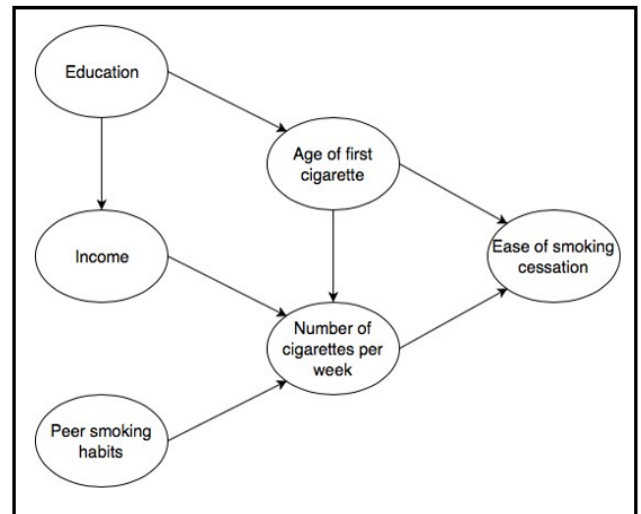 Education
Age of first
cigarette
Income
Ease of smoking
cessation
Number of
cigarettes per
week
Peer smoking
habits